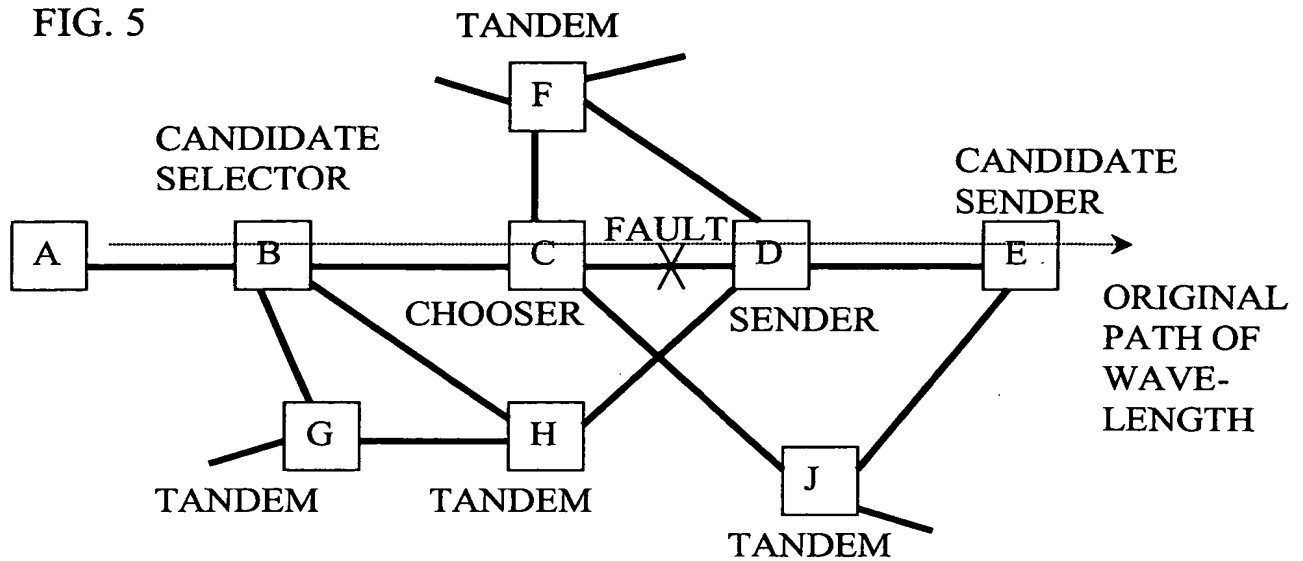 FIG. 5
TANDEM
F
CANDIDATE
SELECTOR
CANDIDATE
SENDER
A
B
C
FAULT
D
E
CHOOSER
SENDER
ORIGINAL
PATH OF
WAVE-
LENGTH
G
H
J
TANDEM
TANDEM
TANDEM